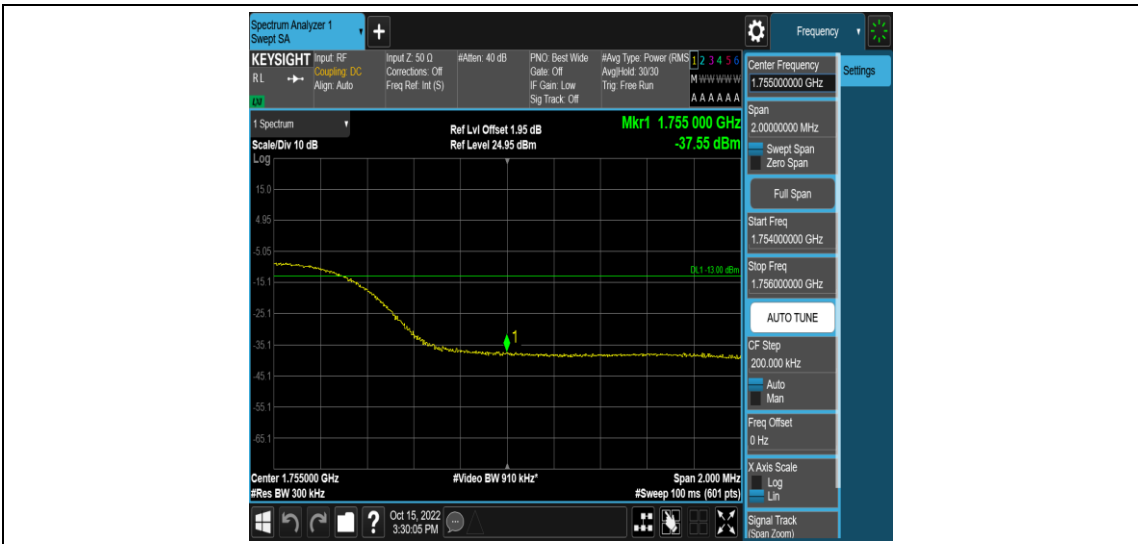 Spectrum Analyzer 1
Swept SA
+
Frequency
KEYSIGHT
RL
LXI
Input: RF
Coupling: DC
Align: Auto
Input Z: 50 Ω
Corrections: Off
Freq Ref: Int (S)
#Atten: 40 dB
PNO: Best Wide
Gate: Off
IF Gain: Low
Sig Track: Off
#Avg Type: Power (RMS
Avg|Hold: 30/30
Trig: Free Run
1 2 3 4 5 6
M W W W W W
A A A A A A
1 Spectrum
Scale/Div 10 dB
Log
Ref Lvl Offset 1.95 dB
Ref Level 24.95 dBm
Mkr1 1.755 000 GHz
-37.55 dBm
15.0
4.95
-5.05
DL1 -13.00 dBm
-15.1
-25.1
1
-35.1
-45.1
-55.1
-65.1
Center 1.755000 GHz
#Res BW 300 kHz
#Video BW 910 kHz*
Span 2.000 MHz
#Sweep 100 ms (601 pts)
?
Oct 15, 2022
3:30:05 PM
Center Frequency
1.755000000 GHz
Settings
Span
2.00000000 MHz
Swept Span
Zero Span
Full Span
Start Freq
1.754000000 GHz
Stop Freq
1.756000000 GHz
AUTO TUNE
CF Step
200.000 kHz
Auto
Man
Freq Offset
0 Hz
X Axis Scale
Log
Lin
Signal Track
(Span Zoom)